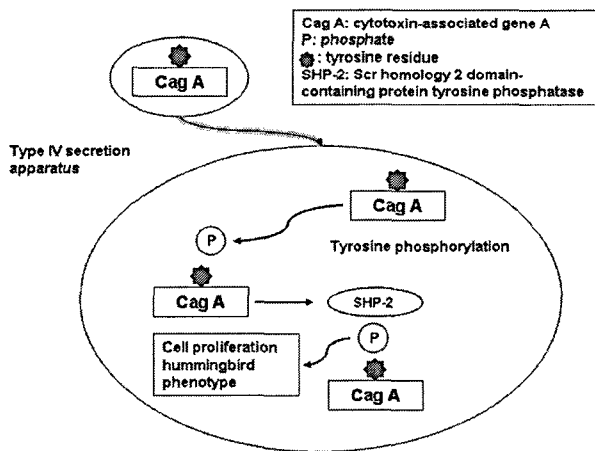 Cag A: cytotoxin-associated gene A
P: phosphate
: tyrosine residue
SHP-2: Scr homology 2 domain-
containing protein tyrosine phosphatase
Cag A
Type IV secretion
apparatus
Cag A
P
Tyrosine phosphorylation
Cag A
SHP-2
P
Cell proliferation
hummingbird
phenotype
Cag A